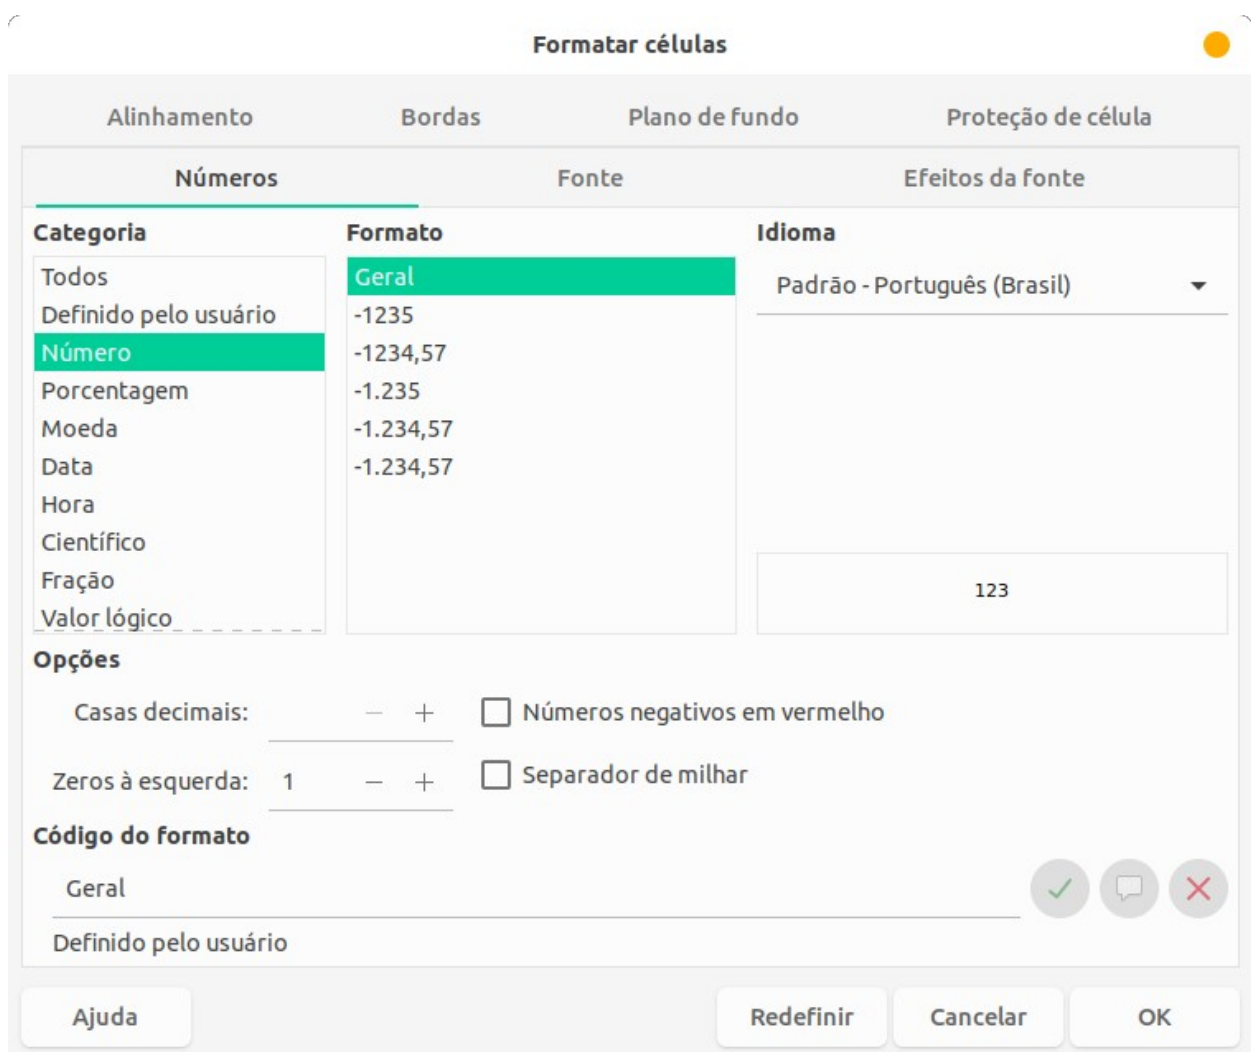 Formatar células
Alinhamento Bordas Plano de fundo Proteção de célula
Números Fonte Efeitos da fonte
Categoria Formato Idioma
Todos
Definido pelo usuário
Número
Porcentagem
Moeda
Data
Hora
Científico
Fração
Valor lógico
Geral
-1235
-1234,57
-1.235
-1.234,57
-1.234,57
Padrão - Português (Brasil)
123
Opções
Casas decimais: − + Números negativos em vermelho
Zeros à esquerda: 1 − + Separador de milhar
Código do formato
Geral
Definido pelo usuário
Ajuda Redefinir Cancelar OK